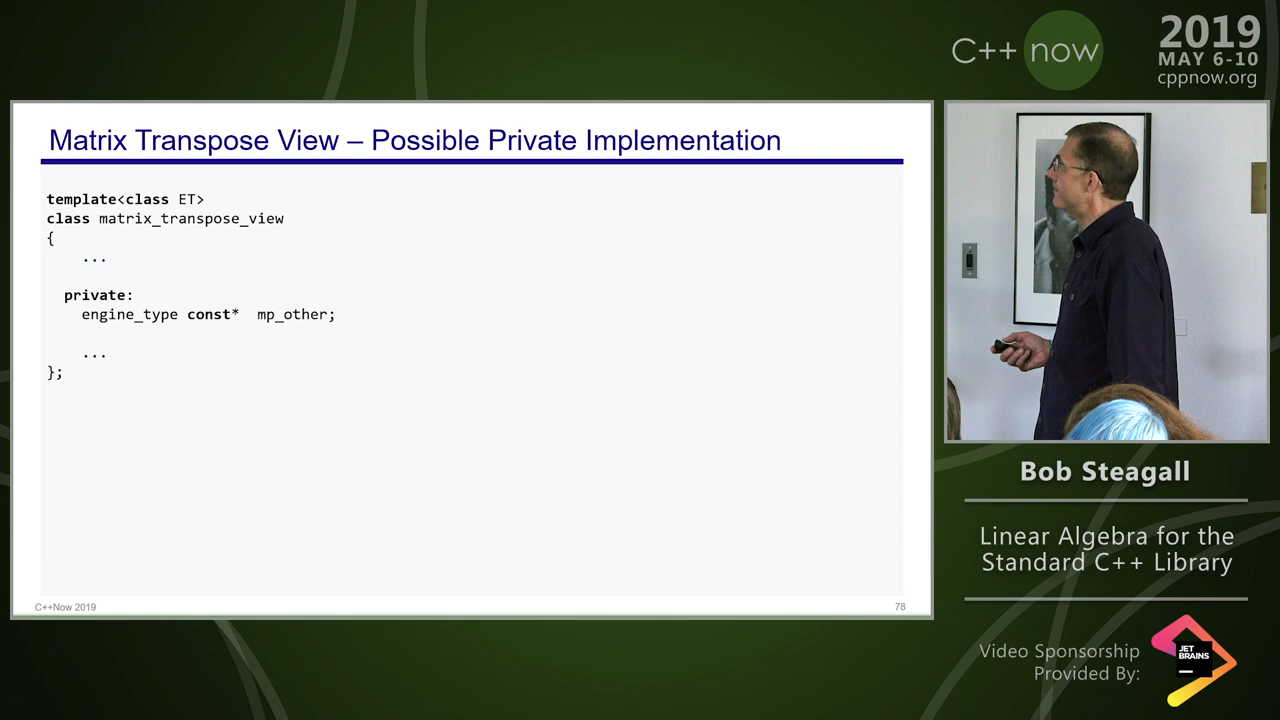 C++ now
2019
MAY 6-10
cppnow.org
Matrix Transpose View – Possible Private Implementation
template<class ET>
class matrix_transpose_view
{
...
private:
engine_type const*  mp_other;
...
};
C++Now 2019
78
Bob Steagall
Linear Algebra for the
Standard C++ Library
Video Sponsorship
Provided By:
JET
BRAINS